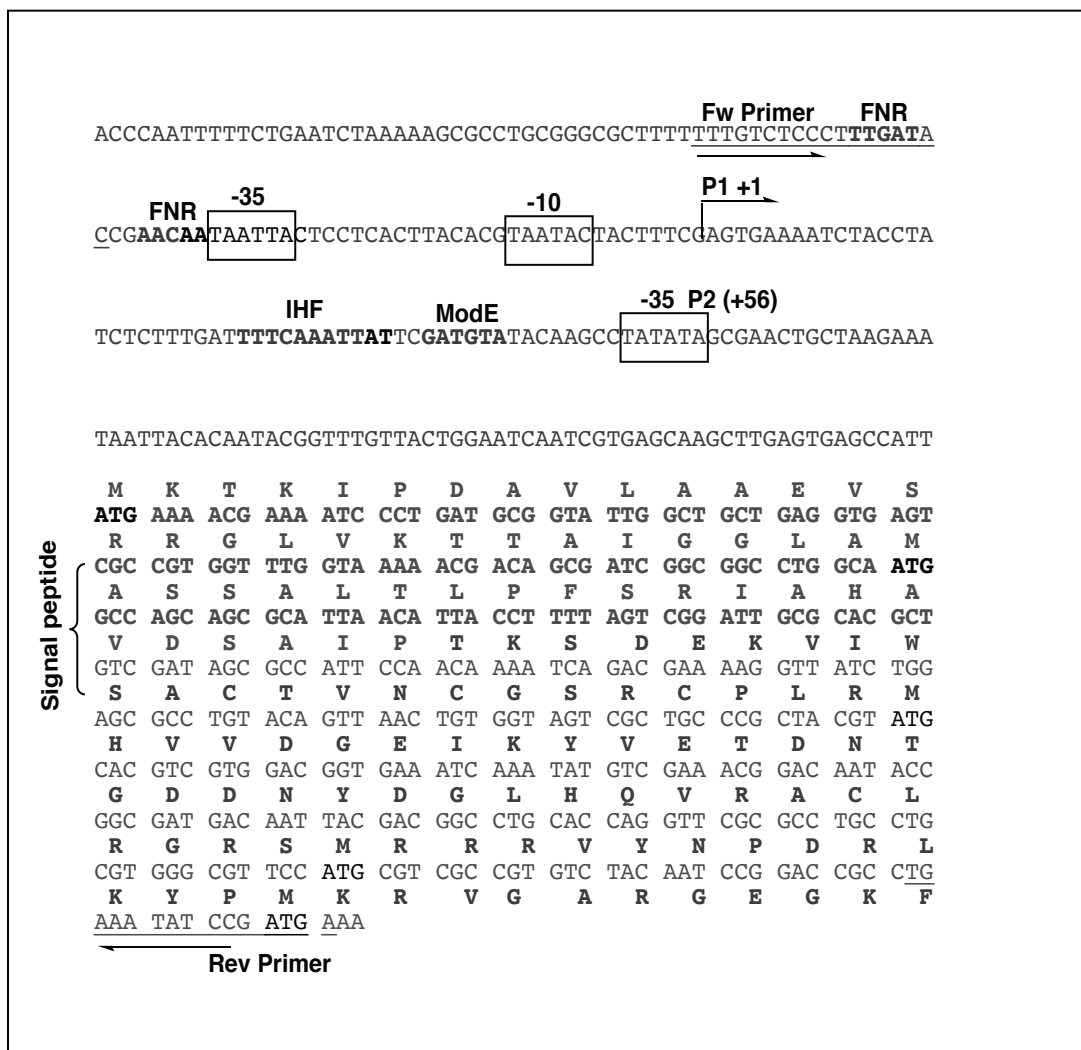 Fw Primer FNR
ACCCAATTTTTCTGAATCTAAAAAGCGCCTGCGGGCGCTTTTTTTGTCTCCCTTTGATA
FNR -35 -10 P1 +1
CCGAACAATAATTACTCCTCACTTACACGTAATACTACTTTCGAGTGAAAATCTACCTA
IHF ModE -35 P2 (+56)
TCTCTTTGATTTTCAAATTATTCGATGTATACAAGCCTATATAGCGAACTGCTAAGAAA
TAATTACACAATACGGTTTGTTACTGGAATCAATCGTGAGCAAGCTTGAGTGAGCCATT
M K T K I P D A V L A A E V S
ATG AAA ACG AAA ATC CCT GAT GCG GTA TTG GCT GCT GAG GTG AGT
R R G L V K T T A I G G L A M
CGC CGT GGT TTG GTA AAA ACG ACA GCG ATC GGC GGC CTG GCA ATG
A S S A L T L P F S R I A H A
GCC AGC AGC GCA TTA ACA TTA CCT TTT AGT CGG ATT GCG CAC GCT
V D S A I P T K S D E K V I W
GTC GAT AGC GCC ATT CCA ACA AAA TCA GAC GAA AAG GTT ATC TGG
S A C T V N C G S R C P L R M
AGC GCC TGT ACA GTT AAC TGT GGT AGT CGC TGC CCG CTA CGT ATG
H V V D G E I K Y V E T D N T
CAC GTC GTG GAC GGT GAA ATC AAA TAT GTC GAA ACG GAC AAT ACC
G D D N Y D G L H Q V R A C L
GGC GAT GAC AAT TAC GAC GGC CTG CAC CAG GTT CGC GCC TGC CTG
R G R S M R R R V Y N P D R L
CGT GGG CGT TCC ATG CGT CGC CGT GTC TAC AAT CCG GAC CGC CTG
K Y P M K R V G A R G E G K F
AAA TAT CCG ATG AAA
Rev Primer
Signal peptide